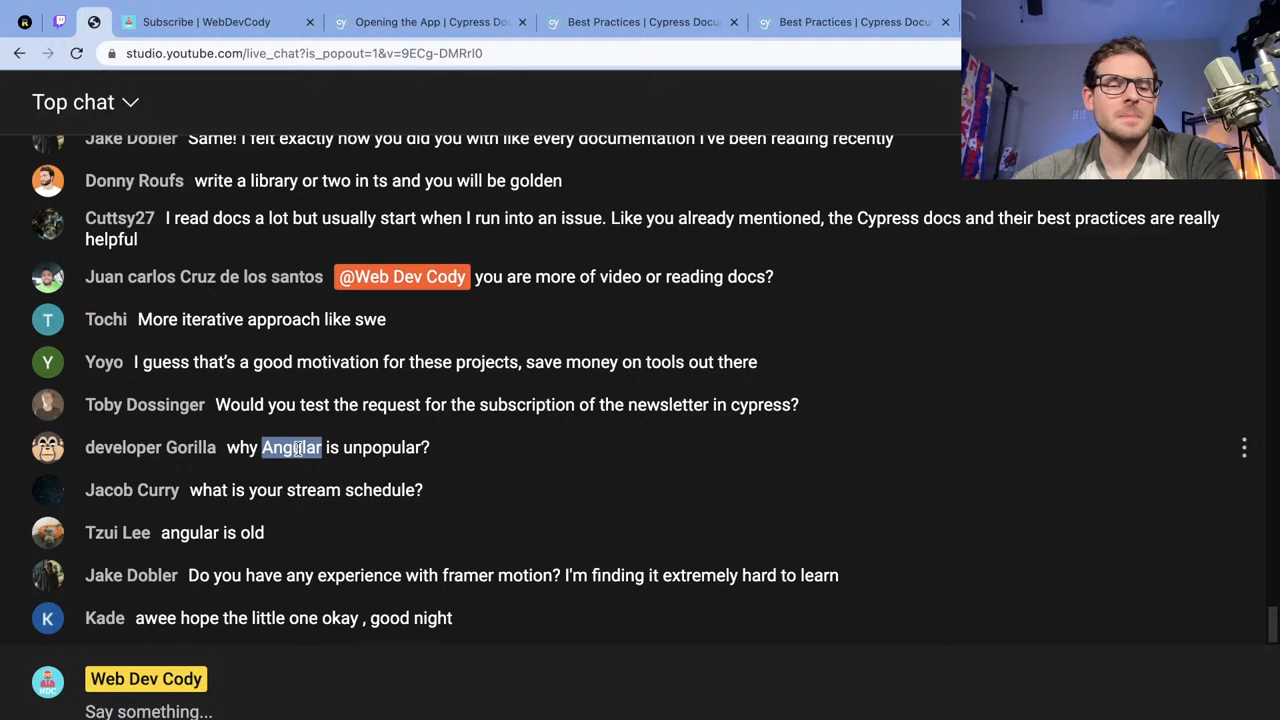 Subscribe | WebDevCody
Opening the App | Cypress Docu
Best Practices | Cypress Docu
Best Practices | Cypress Docu
studio.youtube.com/live_chat?is_popout=1&v=9ECg-DMRrl0
Top chat
Jake Dobler Same! I felt exactly how you did you with like every documentation I've been reading recently
Donny Roufs write a library or two in ts and you will be golden
Cuttsy27 I read docs a lot but usually start when I run into an issue. Like you already mentioned, the Cypress docs and their best practices are really
helpful
Juan carlos Cruz de los santos @Web Dev Cody you are more of video or reading docs?
T Tochi More iterative approach like swe
Y Yoyo I guess that's a good motivation for these projects, save money on tools out there
Toby Dossinger Would you test the request for the subscription of the newsletter in cypress?
developer Gorilla why Angular is unpopular?
Jacob Curry what is your stream schedule?
Tzui Lee angular is old
Jake Dobler Do you have any experience with framer motion? I'm finding it extremely hard to learn
K Kade awee hope the little one okay , good night
WDC Web Dev Cody
Say something...